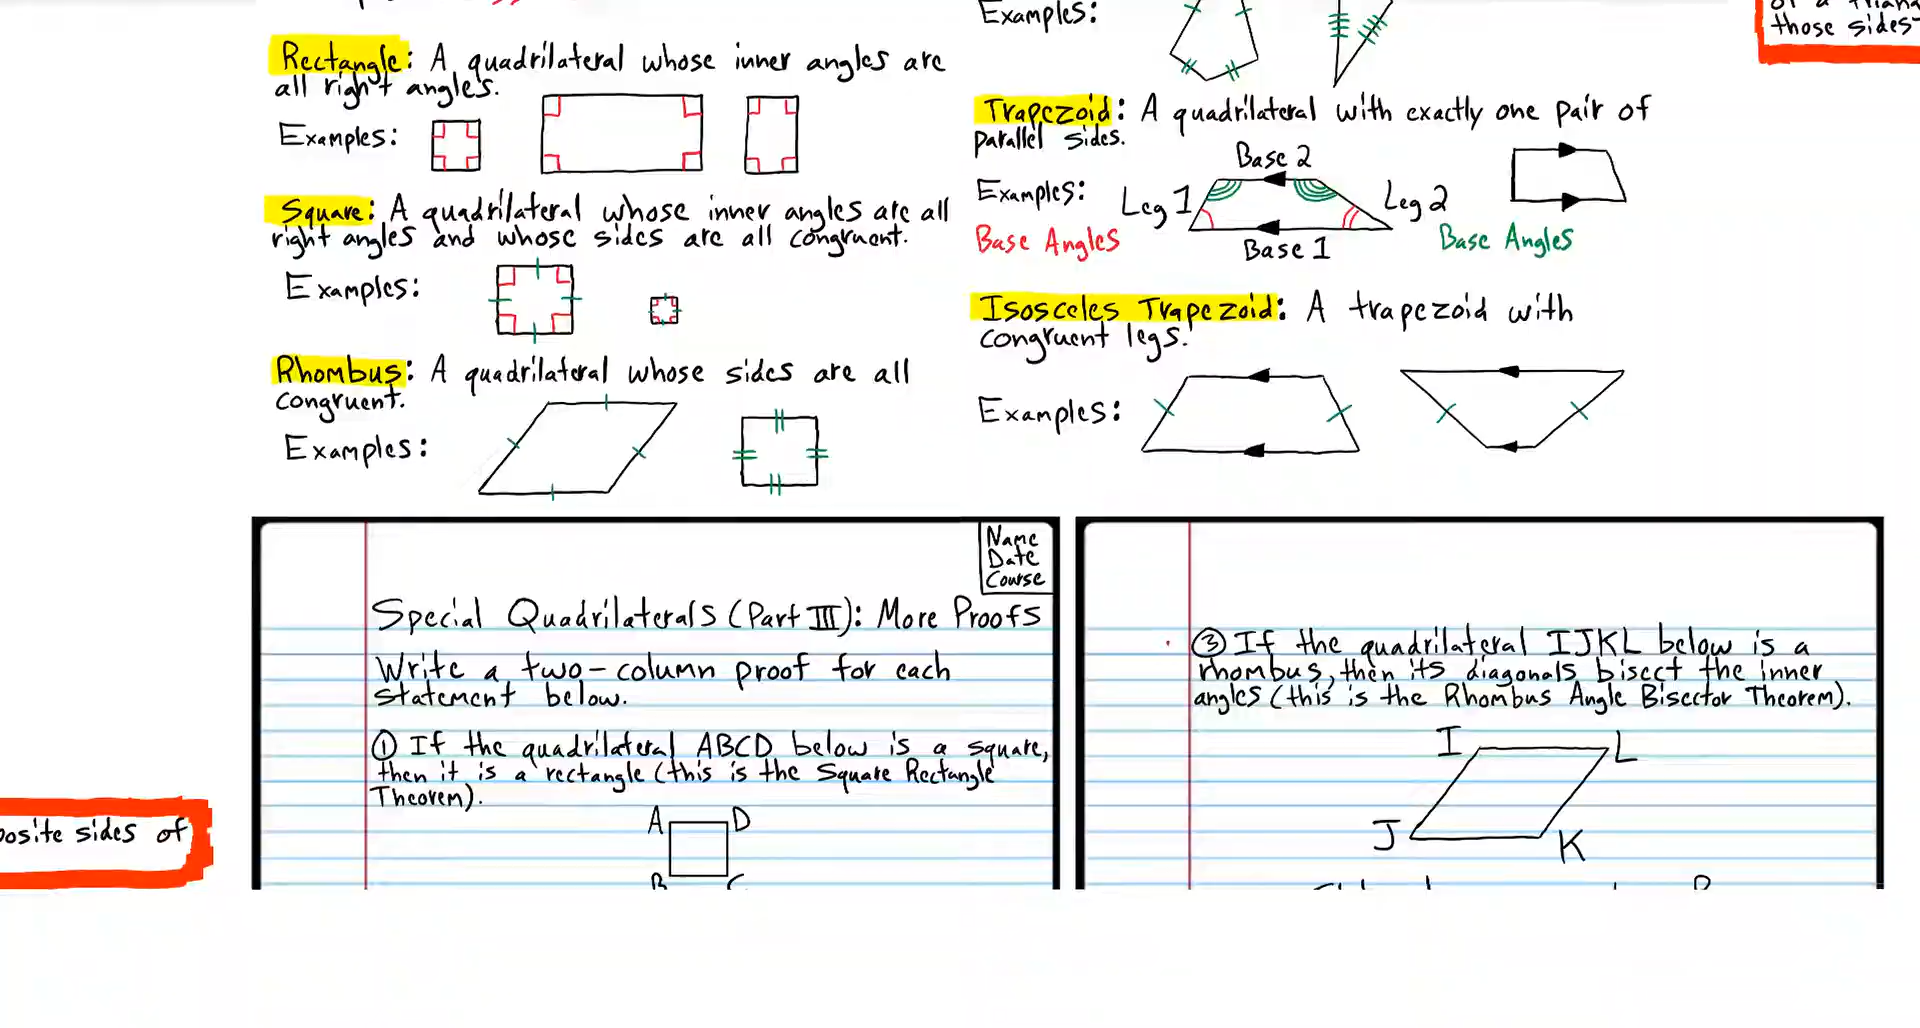 Examples:
those sides
Rectangle: A quadrilateral whose inner angles are
all right angles.
Examples:
Square: A quadrilateral whose inner angles are all
right angles and whose sides are all congruent.
Examples:
Rhombus: A quadrilateral whose sides are all
congruent.
Examples:
Trapezoid: A quadrilateral with exactly one pair of
parallel sides.
Examples:
Base 2
Leg 1
Leg 2
Base 1
Base Angles
Base Angles
Isosceles Trapezoid: A trapezoid with
congruent legs.
Examples:
Name
Date
Course
Special Quadrilaterals (Part III): More Proofs
Write a two-column proof for each
statement below.
① If the quadrilateral ABCD below is a square,
then it is a rectangle (this is the Square Rectangle
Theorem).
A D
B C
③ If the quadrilateral IJKL below is a
rhombus, then its diagonals bisect the inner
angles (this is the Rhombus Angle Bisector Theorem).
I L
J K
posite sides of